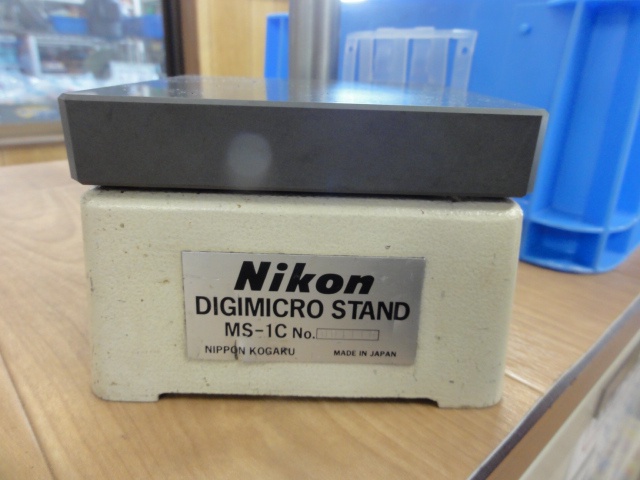 Nikon
DIGIMICRO STAND
MS-1C No.
NIPPON KOGAKU MADE IN JAPAN